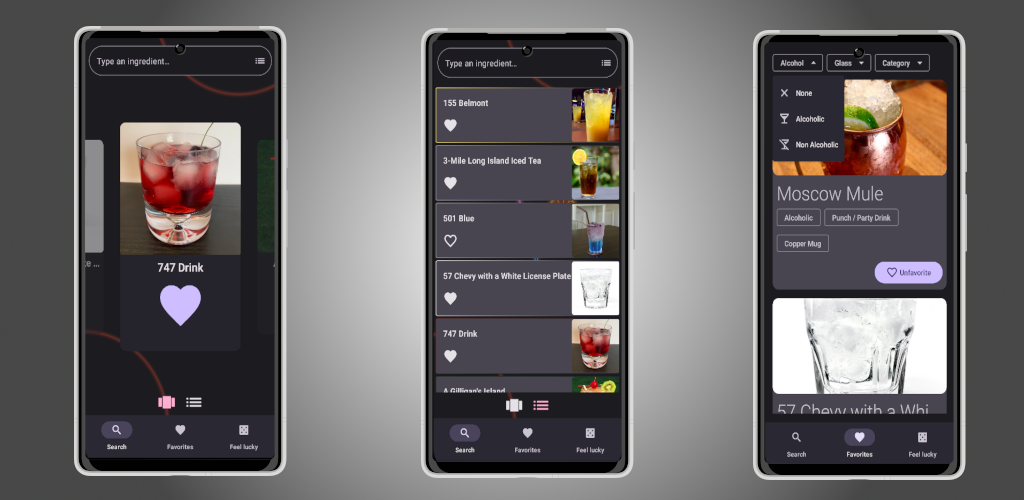 Type an ingredient...
te ...
747 Drink
Search
Favorites
Feel lucky
Type an ingredient...
155 Belmont
3-Mile Long Island Iced Tea
501 Blue
57 Chevy with a White License Plate
747 Drink
A Gilligan's Island
Search
Favorites
Feel lucky
Alcohol
Glass
Category
None
Alcoholic
Non Alcoholic
Moscow Mule
Alcoholic
Punch / Party Drink
Copper Mug
Unfavorite
57 Chevy with a Whi
Search
Favorites
Feel lucky